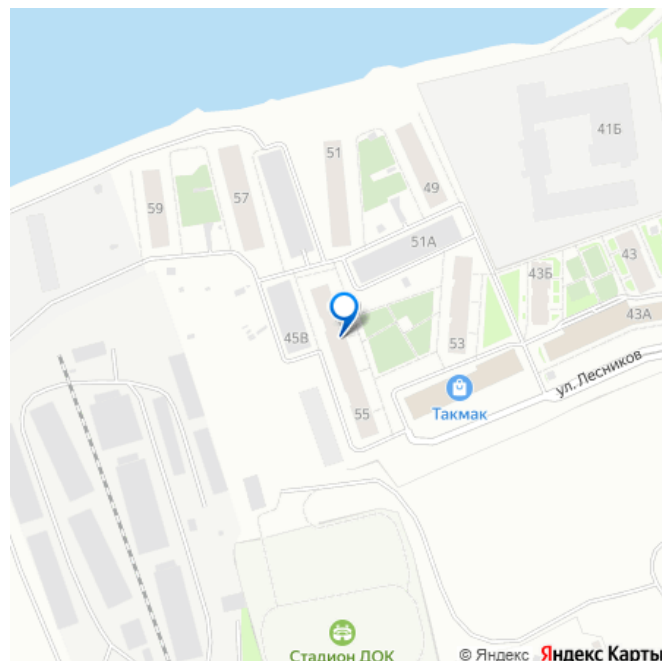 41Б
51
49
57
59
51А
43
43Б
43А
45В
53
ул. Лесников
Такмак
55
Стадион ДОК
© Яндекс Яндекс Карты